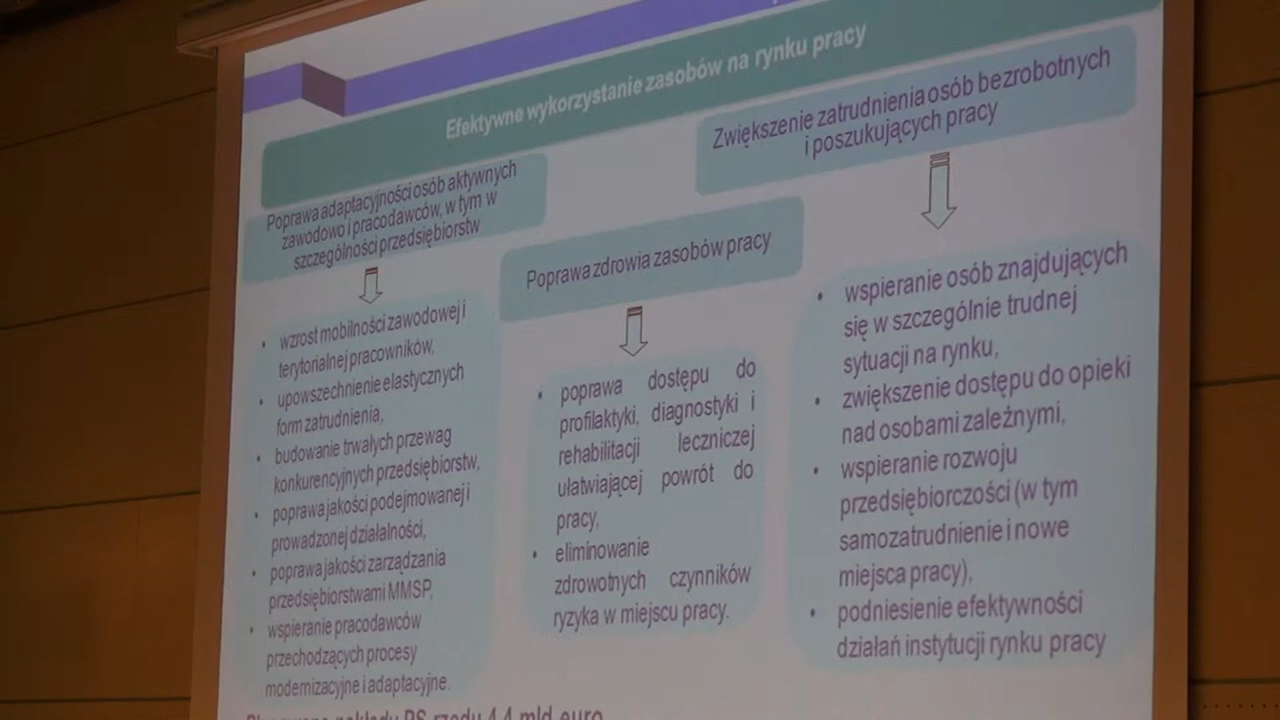 Efektywne wykorzystanie zasobów na rynku pracy
Poprawa adaptacyjności osób aktywnych
zawodowo i pracodawców, w tym w
szczególności przedsiębiorstw
wzrost mobilności zawodowej i
terytorialnej pracowników,
upowszechnienie elastycznych
form zatrudnienia,
budowanie trwałych przewag
konkurencyjnych przedsiębiorstw,
poprawa jakości podejmowanej i
prowadzonej działalności,
poprawa jakości zarządzania
przedsiębiorstwami MMSP,
wspieranie pracodawców
przechodzących procesy
modernizacyjne i adaptacyjne.
Poprawa zdrowia zasobów pracy
poprawa dostępu do
profilaktyki, diagnostyki i
rehabilitacji leczniczej
ułatwiającej powrót do
pracy,
eliminowanie
zdrowotnych czynników
ryzyka w miejscu pracy.
Zwiększenie zatrudnienia osób bezrobotnych
i poszukujących pracy
wspieranie osób znajdujących
się w szczególnie trudnej
sytuacji na rynku,
zwiększenie dostępu do opieki
nad osobami zależnymi,
wspieranie rozwoju
przedsiębiorczości (w tym
samozatrudnienie i nowe
miejsca pracy),
podniesienie efektywności
działań instytucji rynku pracy
rzędu 4,4 mld euro